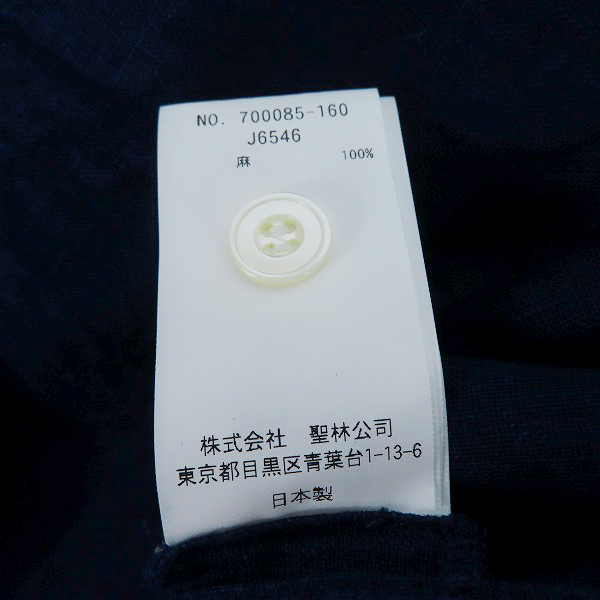 NO. 700085-160
J6546
麻 100%
株式会社 聖林公司
東京都目黒区青葉台1-13-6
日本製